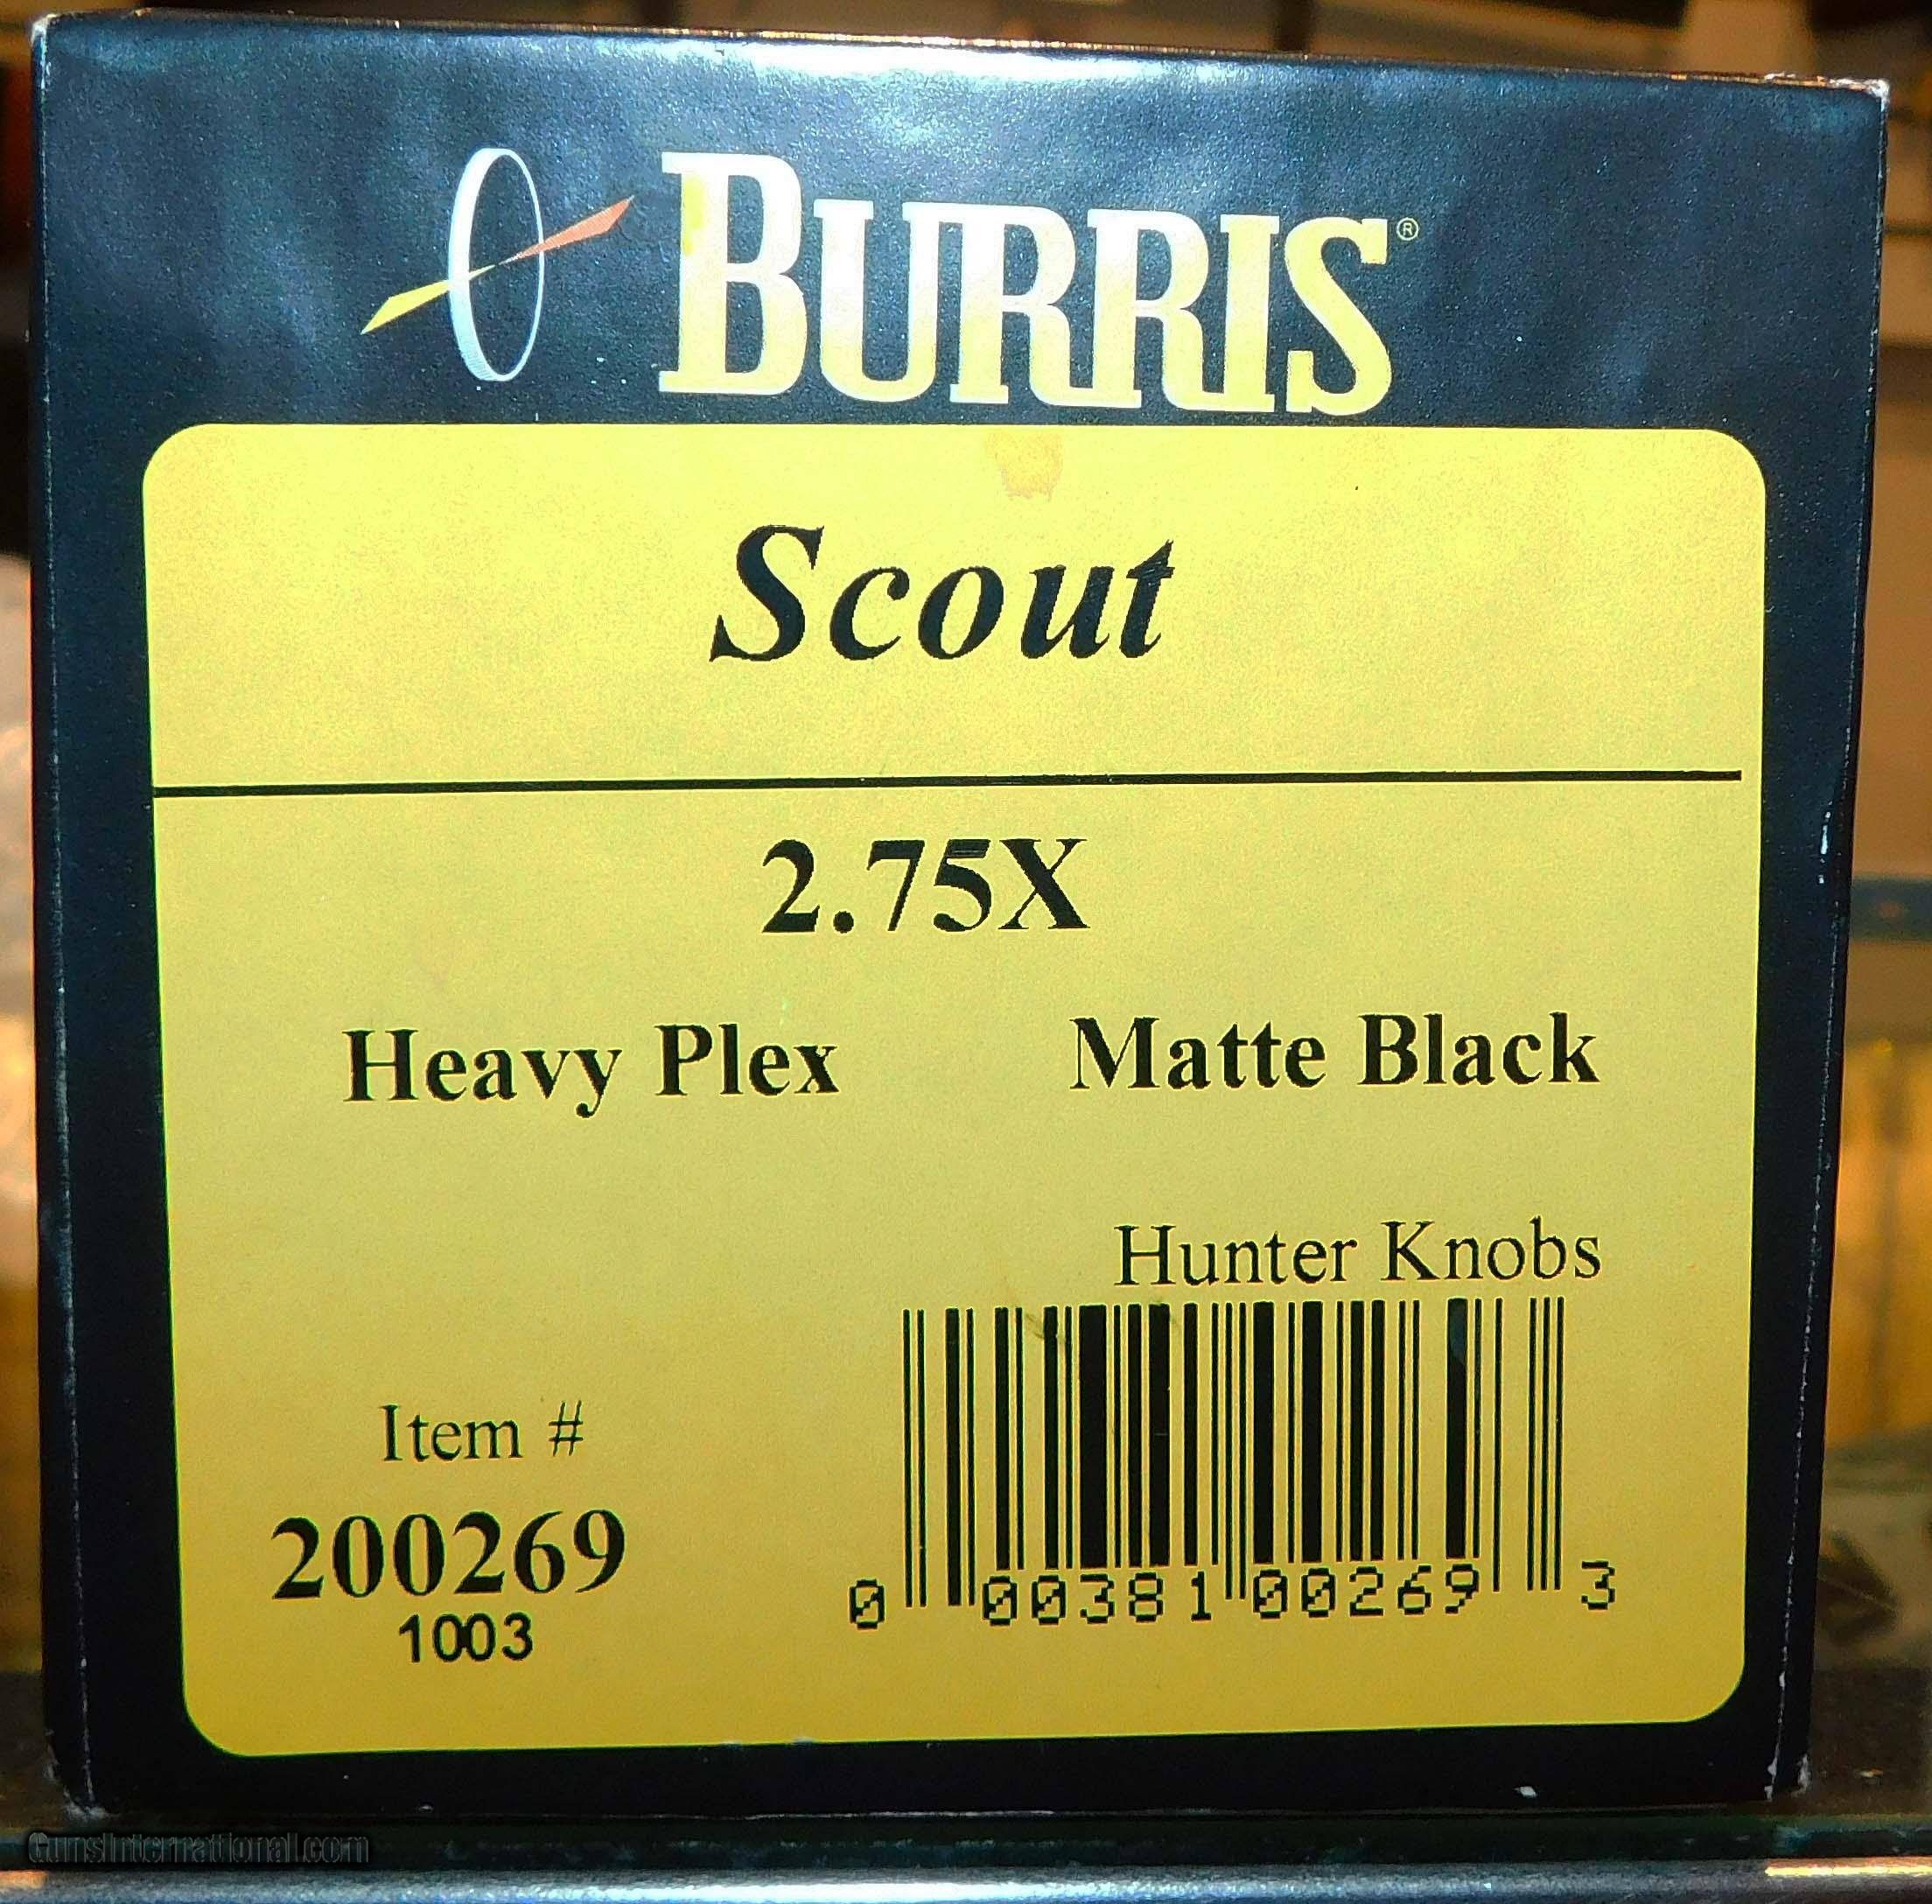 BURRIS®
Scout
2.75X
Heavy Plex Matte Black
Hunter Knobs
Item #
200269
1003
0 00381 00269 3
GunsInternational.com